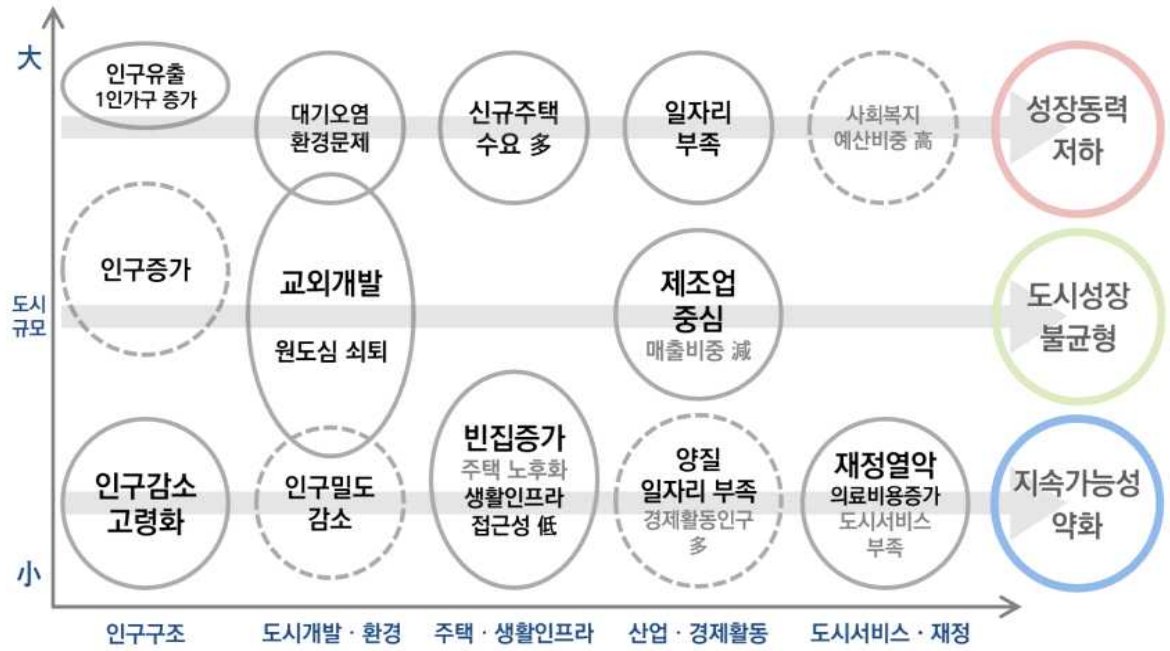 大
인구유출
1인가구 증가
대기오염
환경문제
신규주택
수요 多
일자리
부족
사회복지
예산비중 高
성장동력
저하
도시
규모
인구증가
교외개발
원도심 쇠퇴
제조업
중심
매출비중 減
도시성장
불균형
小
인구감소
고령화
인구밀도
감소
빈집증가
주택 노후화
생활인프라
접근성 低
양질
일자리 부족
경제활동인구
多
재정열악
의료비용증가
도시서비스
부족
지속가능성
약화
인구구조
도시개발 · 환경
주택 · 생활인프라
산업 · 경제활동
도시서비스 · 재정